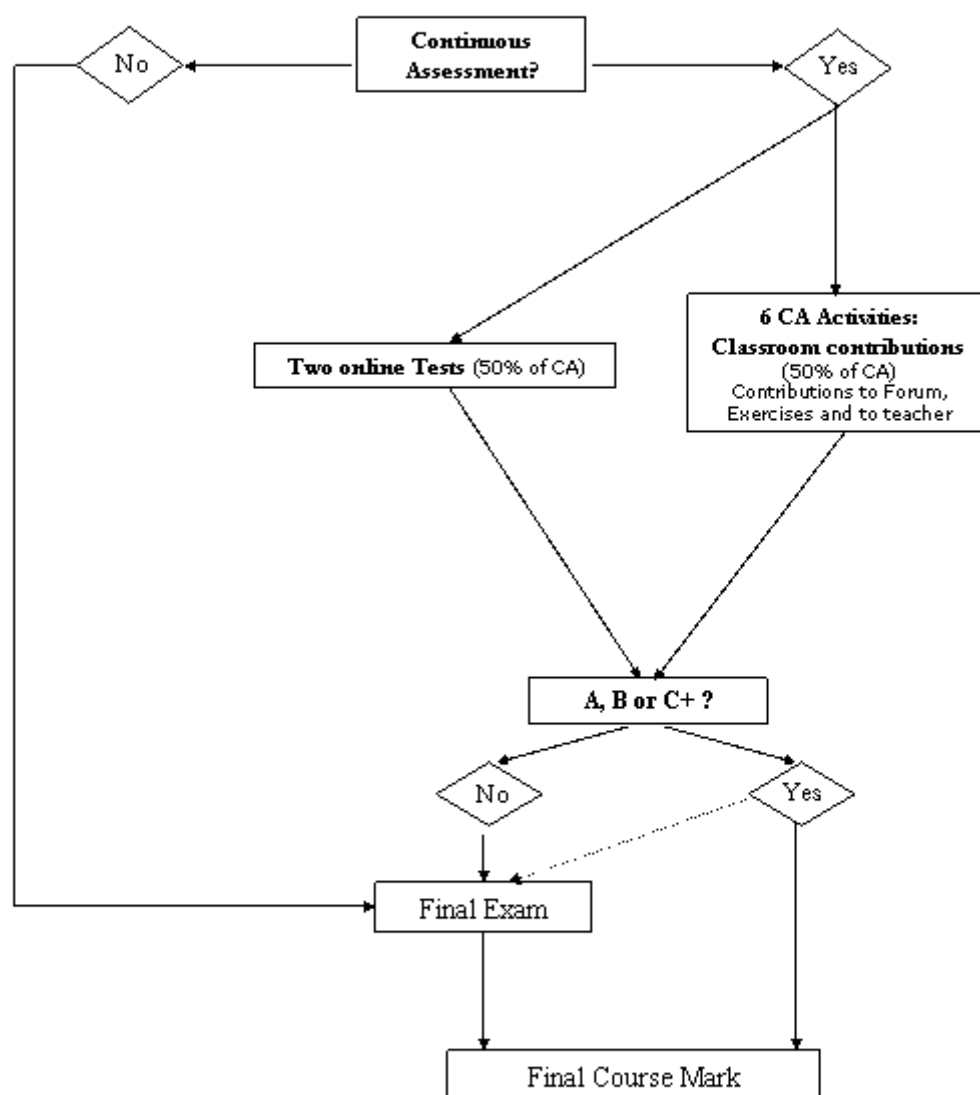 Continuous
Assessment?
No
Yes
6 CA Activities:
Classroom contributions
(50% of CA)
Contributions to Forum,
Exercises and to teacher
Two online Tests (50% of CA)
A, B or C+ ?
No
Yes
Final Exam
Final Course Mark